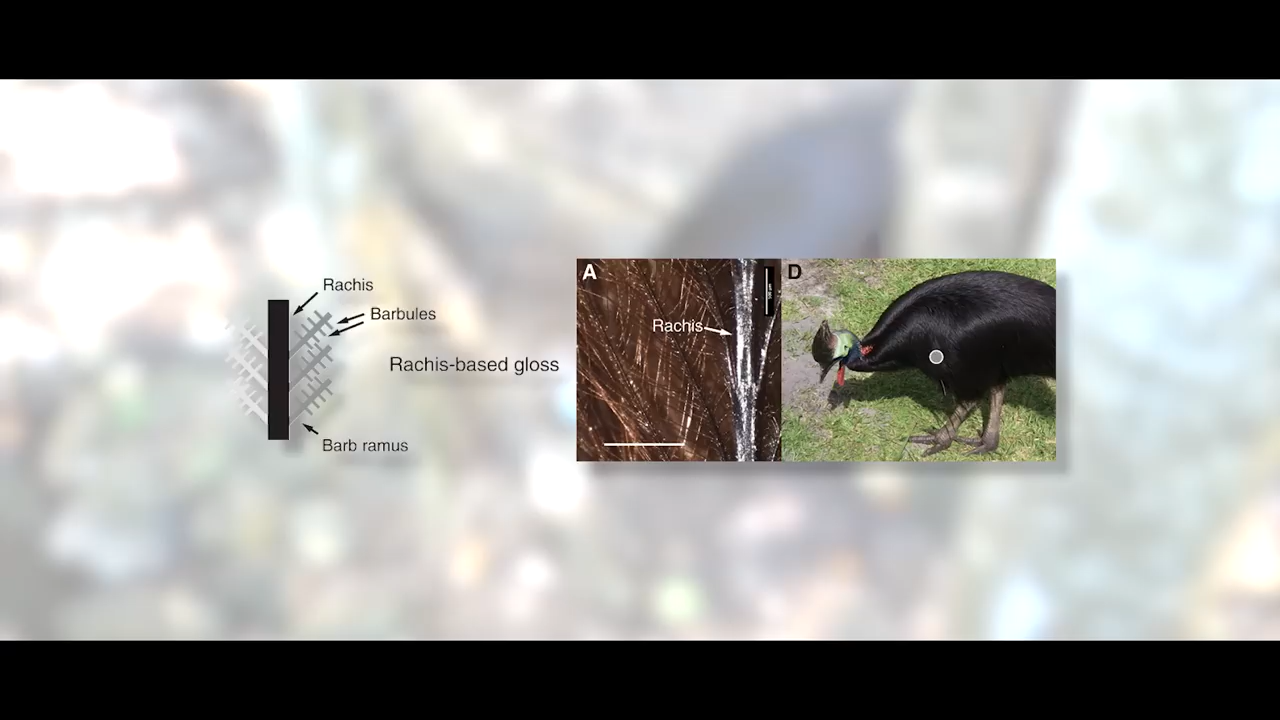 Rachis
Barbules
Rachis-based gloss
Barb ramus
A
Rachis
D